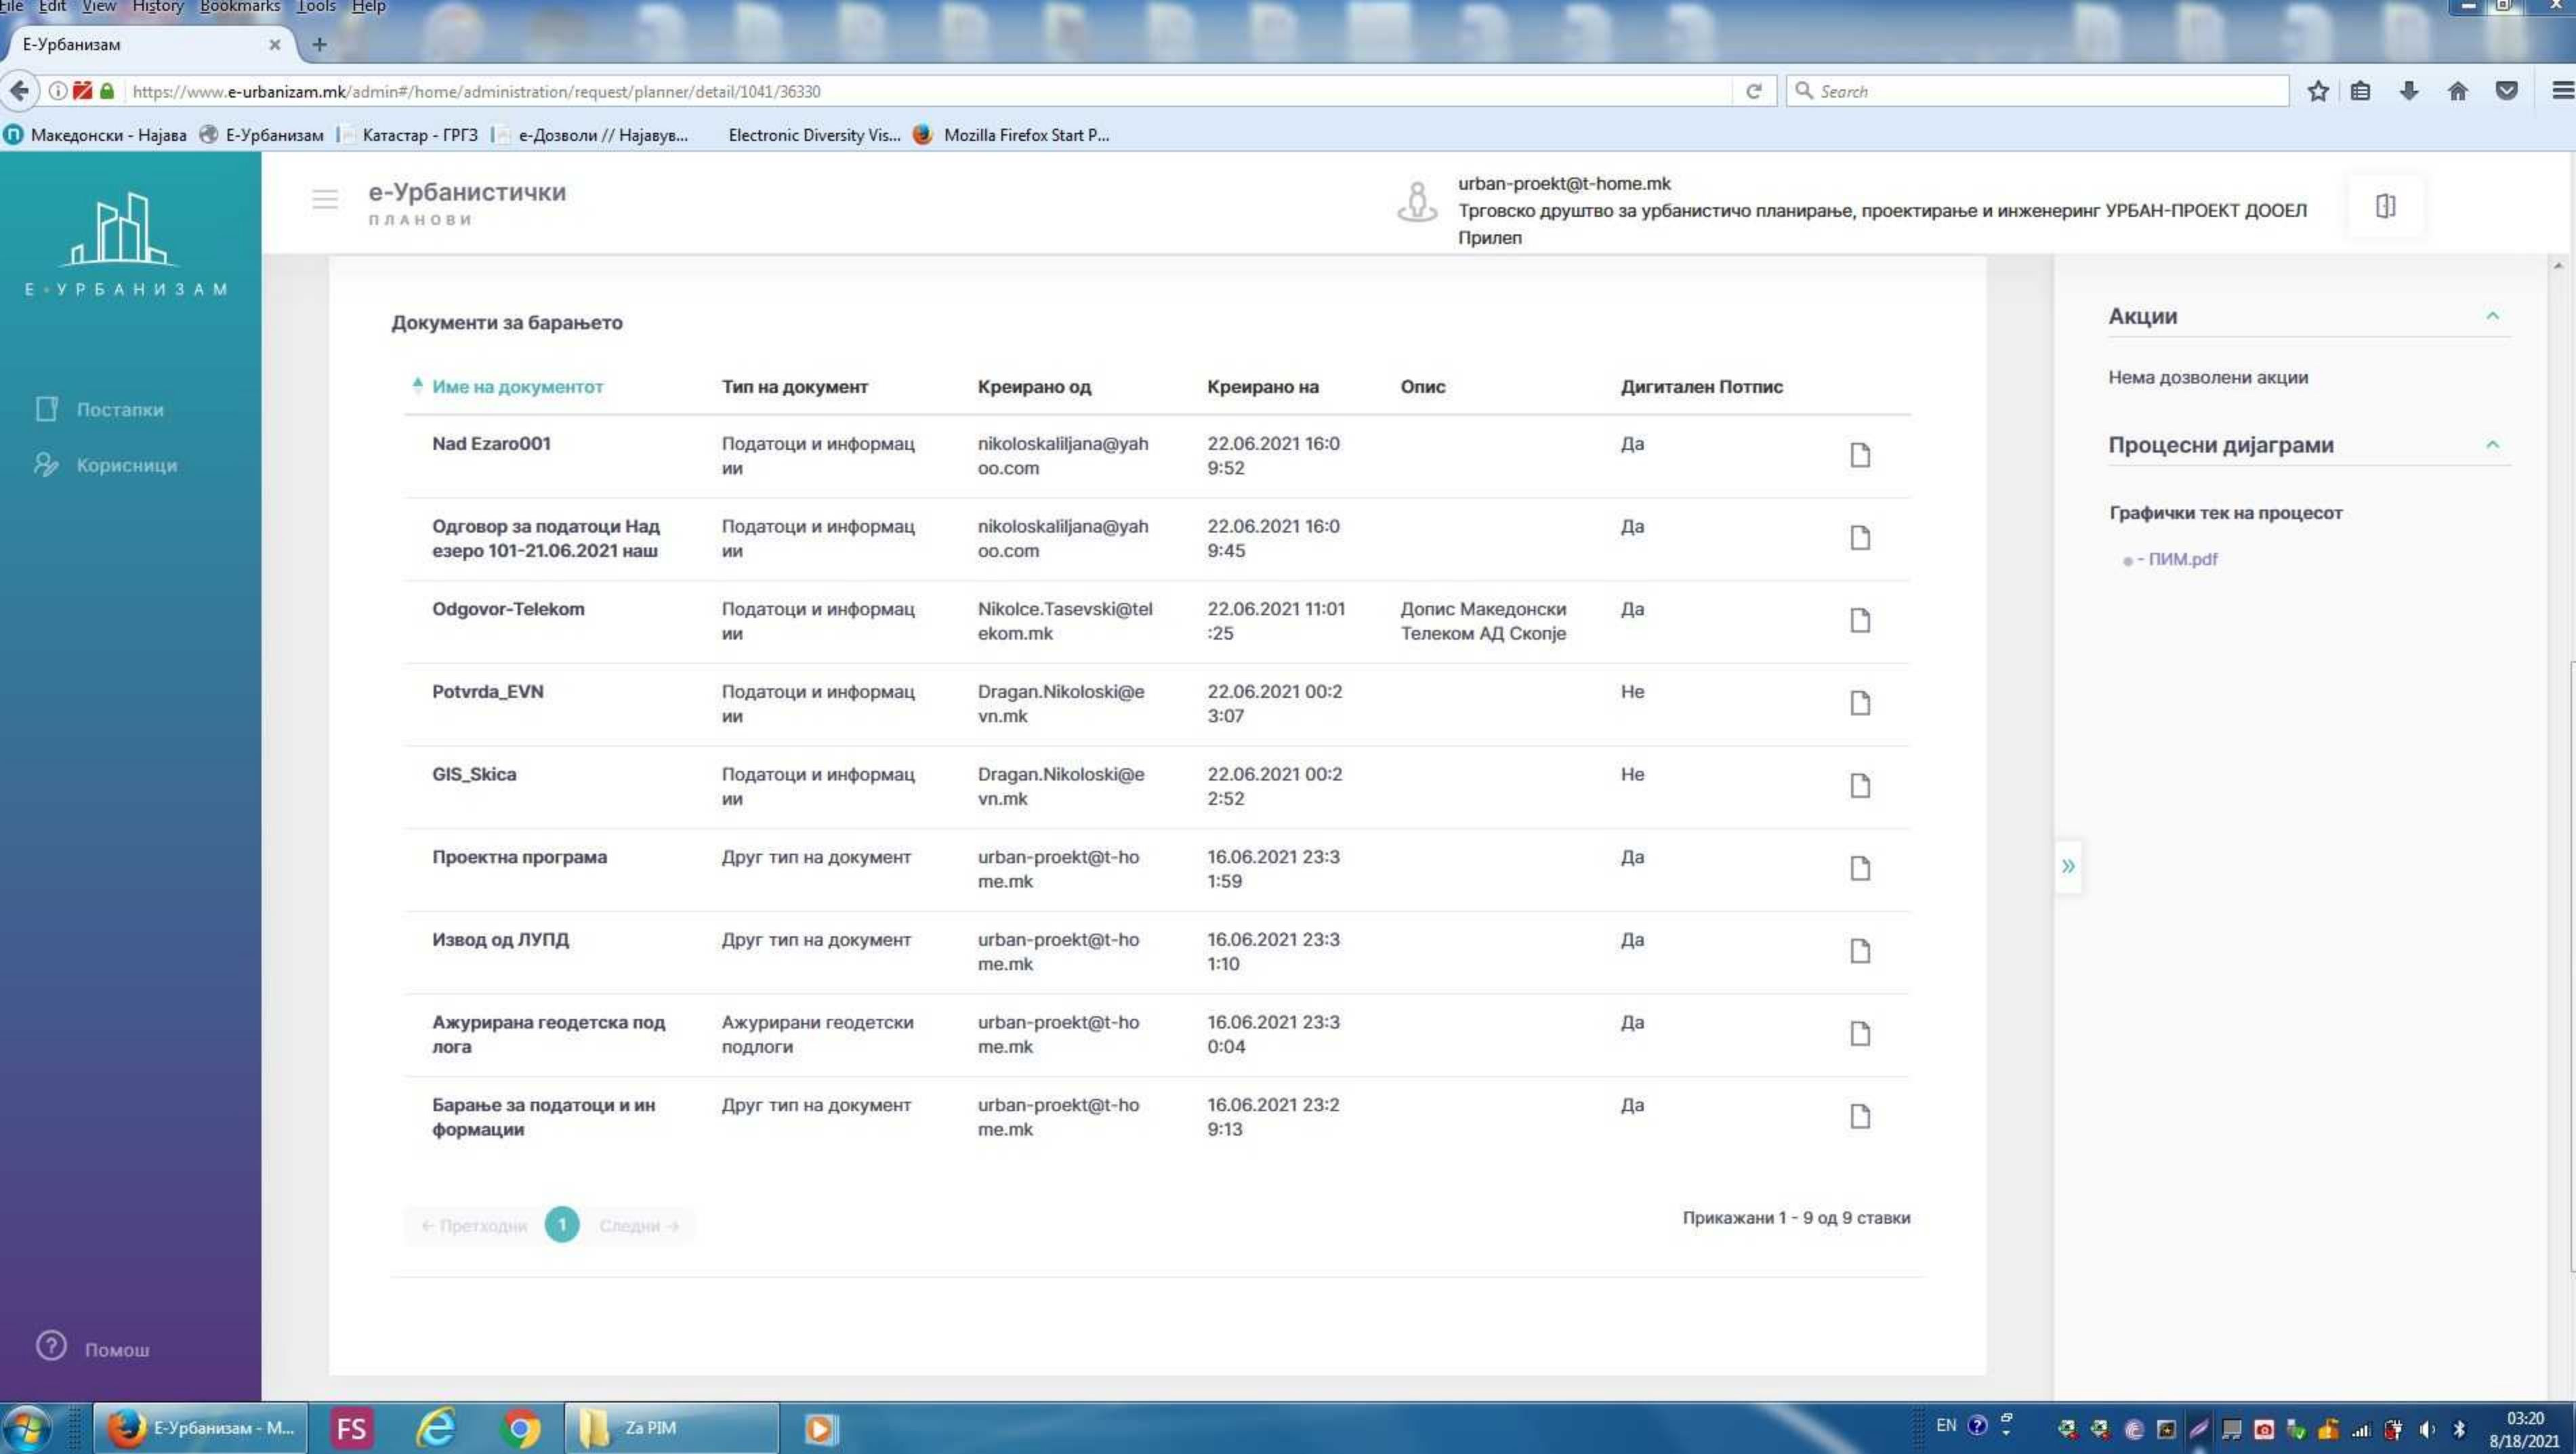 File Edit View History Bookmarks Tools Help
Е-Урбанизам
https://www.e-urbanizam.mk/admin#/home/administration/request/planner/detail/1041/36330
Search
Македонски - Најава Е-Урбанизам Катастар - ГРГЗ е-Дозволи // Најавув... Electronic Diversity Vis... Mozilla Firefox Start P...
Е-УРБАНИЗАМ
Постапки
Корисници
Помош
е-Урбанистички
ПЛАНОВИ
urban-proekt@t-home.mk
Трговско друштво за урбанистичо планирање, проектирање и инженеринг УРБАН-ПРОЕКТ ДООЕЛ
Прилеп
Документи за барањето
Име на документот Тип на документ Креирано од Креирано на Опис Дигитален Потпис
Nad Ezaro001 Податоци и информац nikoloskaliljana@yah 22.06.2021 16:0 Да
ии oo.com 9:52
Одговор за податоци Над Податоци и информац nikoloskaliljana@yah 22.06.2021 16:0 Да
езеро 101-21.06.2021 наш ии oo.com 9:45
Odgovor-Telekom Податоци и информац Nikolce.Tasevski@tel 22.06.2021 11:01 Допис Македонски Да
ии ekom.mk :25 Телеком АД Скопје
Potvrda_EVN Податоци и информац Dragan.Nikoloski@e 22.06.2021 00:2 Не
ии vn.mk 3:07
GIS_Skica Податоци и информац Dragan.Nikoloski@e 22.06.2021 00:2 Не
ии vn.mk 2:52
Проектна програма Друг тип на документ urban-proekt@t-ho 16.06.2021 23:3 Да
me.mk 1:59
Извод од ЛУПД Друг тип на документ urban-proekt@t-ho 16.06.2021 23:3 Да
me.mk 1:10
Ажурирана геодетска под Ажурирани геодетски urban-proekt@t-ho 16.06.2021 23:3 Да
лога подлоги me.mk 0:04
Барање за податоци и ин Друг тип на документ urban-proekt@t-ho 16.06.2021 23:2 Да
формации me.mk 9:13
← Претходни 1 Следни →
Прикажани 1 - 9 од 9 ставки
Акции
Нема дозволени акции
Процесни дијаграми
Графички тек на процесот
- ПИМ.pdf
Е-Урбанизам - M... FS Za PIM EN 03:20
8/18/2021